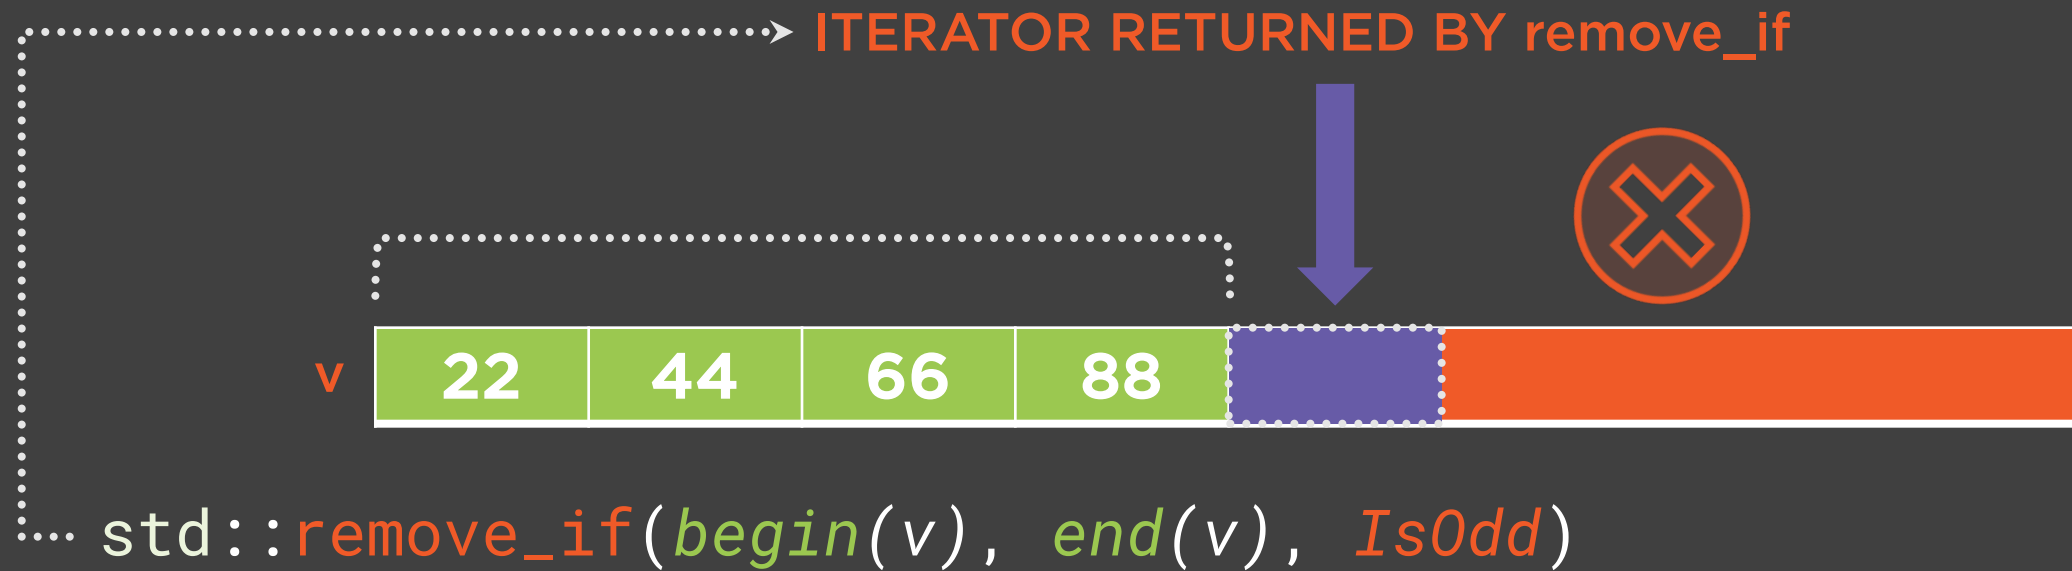 ITERATOR RETURNED BY remove_if
v 22 44 66 88
std::remove_if(begin(v), end(v), IsOdd)